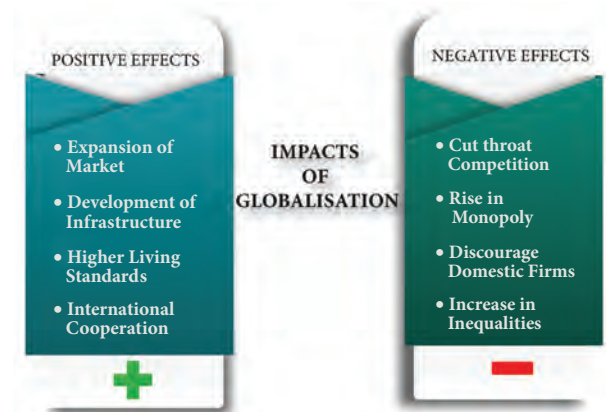 POSITIVE EFFECTS
• Expansion of
Market
• Development of
Infrastructure
• Higher Living
Standards
• International
Cooperation
IMPACTS
OF
GLOBALISATION
NEGATIVE EFFECTS
• Cut throat
Competition
• Rise in
Monopoly
• Discourage
Domestic Firms
• Increase in
Inequalities